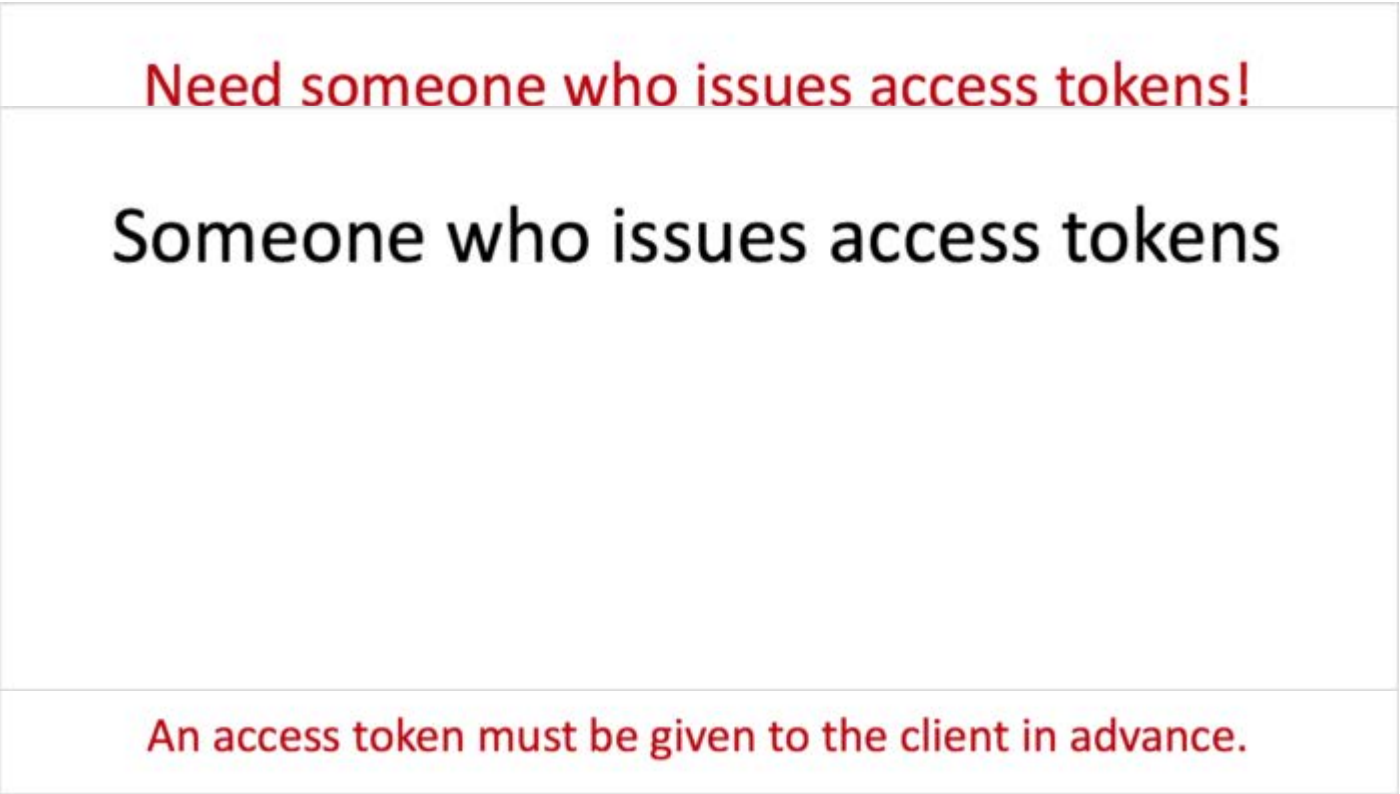 Need someone who issues access tokens!
Someone who issues access tokens
An access token must be given to the client in advance.